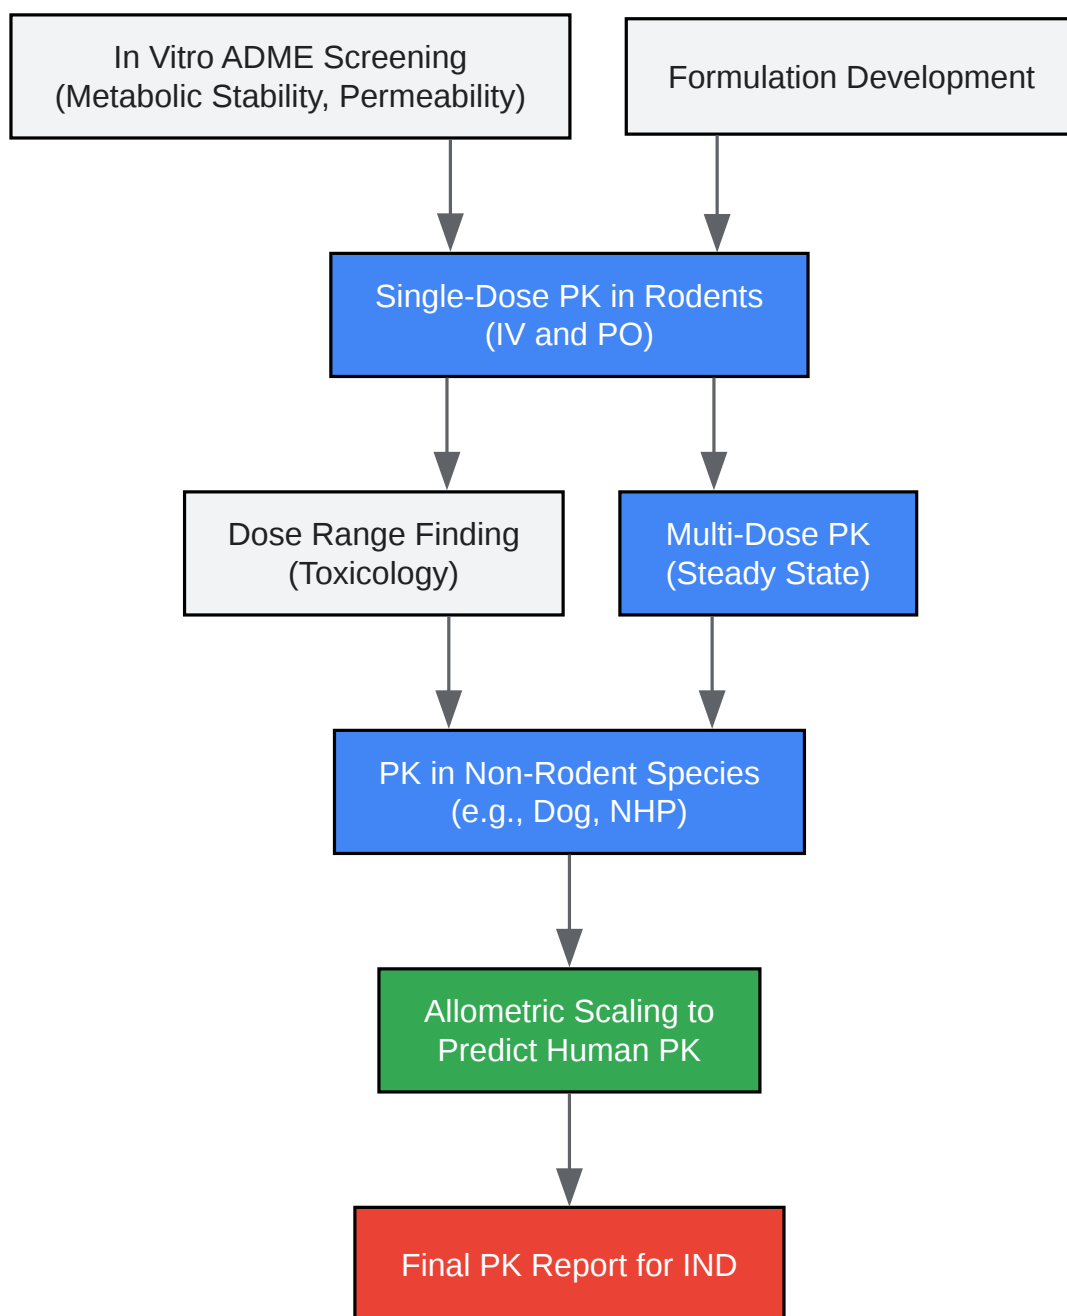 In Vitro ADME Screening
(Metabolic Stability, Permeability)
Formulation Development
Single-Dose PK in Rodents
(IV and PO)
Dose Range Finding
(Toxicology)
Multi-Dose PK
(Steady State)
PK in Non-Rodent Species
(e.g., Dog, NHP)
Allometric Scaling to
Predict Human PK
Final PK Report for IND